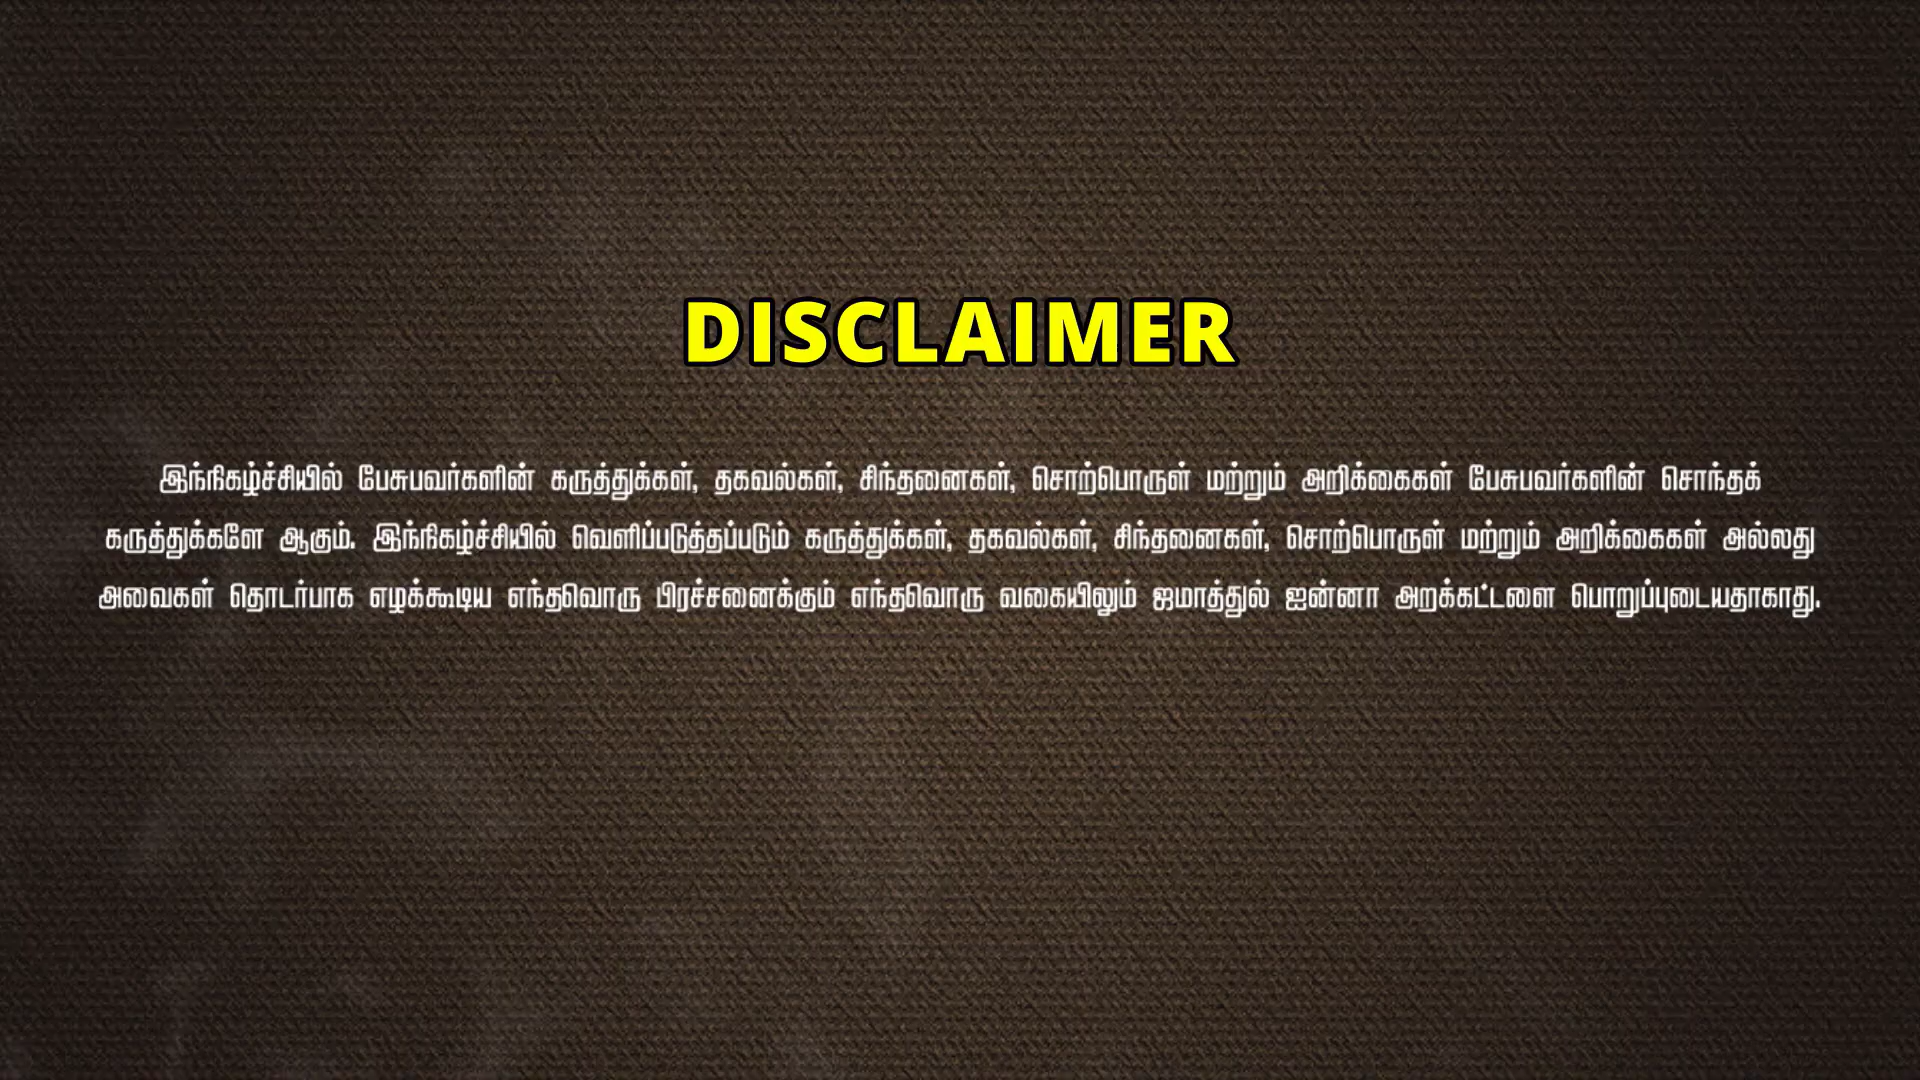 DISCLAIMER
இந்நிகழ்ச்சியில் பேசுபவர்களின் கருத்துக்கள், தகவல்கள், சிந்தனைகள், சொற்பொருள் மற்றும் அறிக்கைகள் பேசுபவர்களின் சொந்தக்
கருத்துக்களே ஆகும். இந்நிகழ்ச்சியில் வெளிப்படுத்தப்படும் கருத்துக்கள், தகவல்கள், சிந்தனைகள், சொற்பொருள் மற்றும் அறிக்கைகள் அல்லது
அவைகள் தொடர்பாக எழக்கூடிய எந்தவொரு பிரச்சனைக்கும் எந்தவொரு வகையிலும் ஜமாத்துல் ஐன்னா அறக்கட்டளை பொறுப்புடையதாகாது.